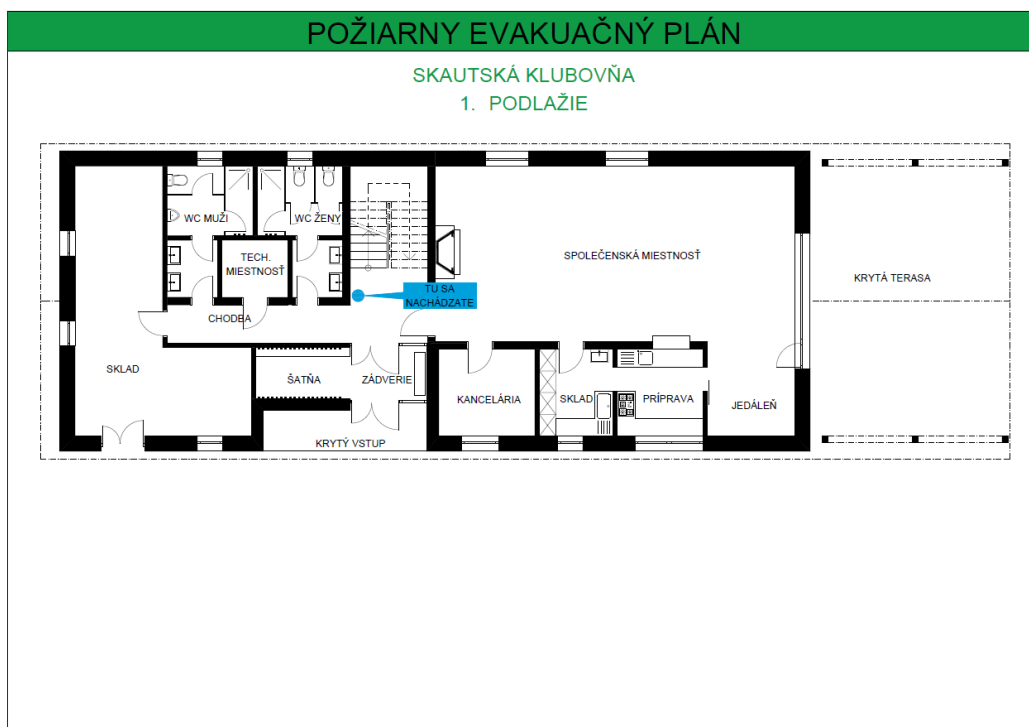 POŽIARNY EVAKUAČNÝ PLÁN
SKAUTSKÁ KLUBOVŇA
1. PODLAŽIE
WC MUŽI
WC ŽENY
TECH.
MIESTNOSŤ
SPOLEČENSKÁ MIESTNOSŤ
KRYTÁ TERASA
TU SA
NACHÁDZATE
CHODBA
SKLAD
ŠATŇA
ZÁDVERIE
KANCELÁRIA
SKLAD
PRÍPRAVA
JEDÁLEŇ
KRYTÝ VSTUP